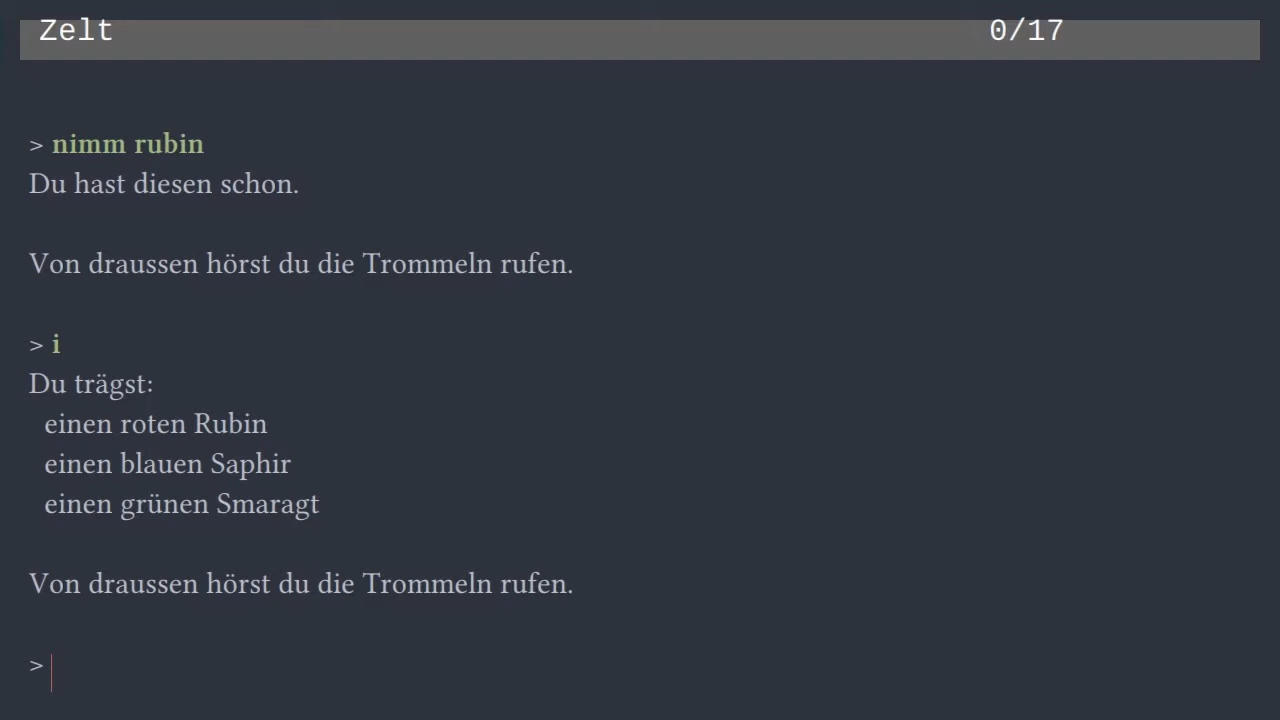 Zelt 0/17
> nimm rubin
Du hast diesen schon.
Von draussen hörst du die Trommeln rufen.
> i
Du trägst:
einen roten Rubin
einen blauen Saphir
einen grünen Smaragt
Von draussen hörst du die Trommeln rufen.
>